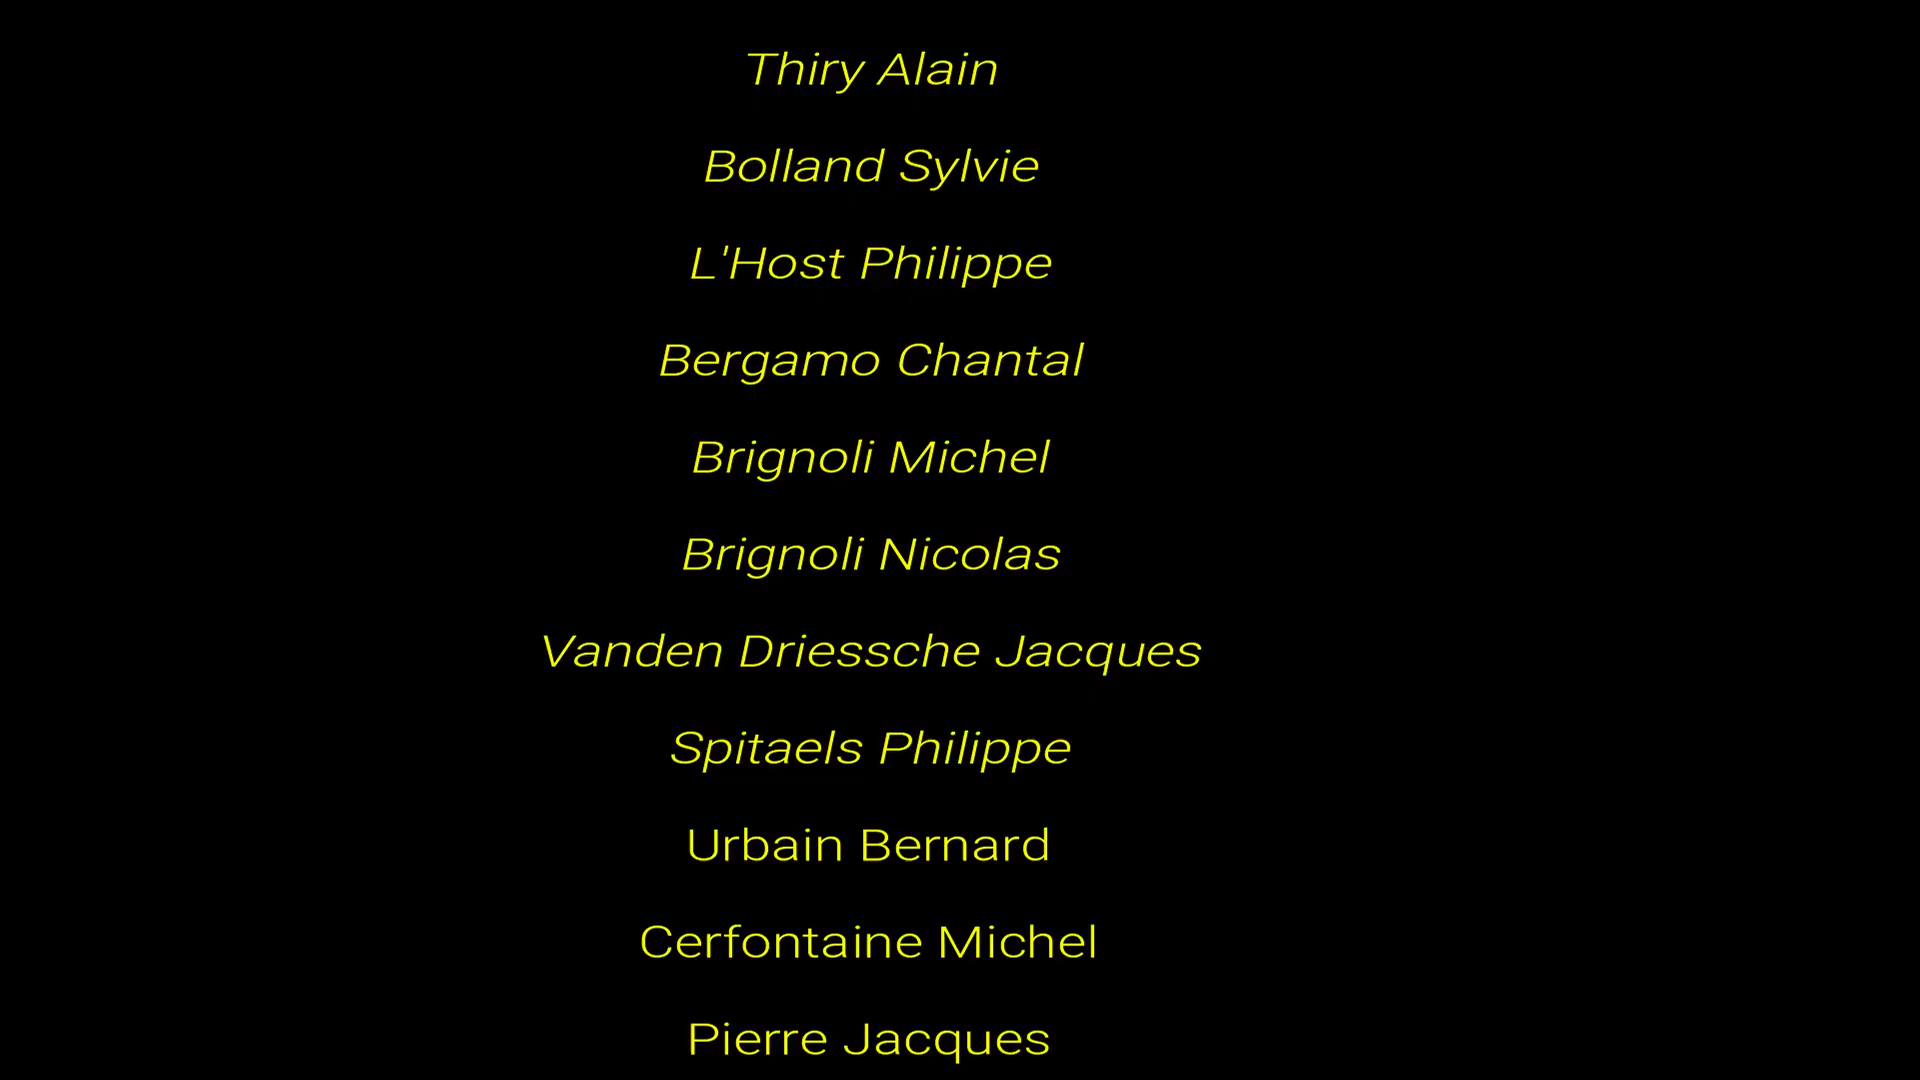 Thiry Alain
Bolland Sylvie
L'Host Philippe
Bergamo Chantal
Brignoli Michel
Brignoli Nicolas
Vanden Driessche Jacques
Spitaels Philippe
Urbain Bernard
Cerfontaine Michel
Pierre Jacques